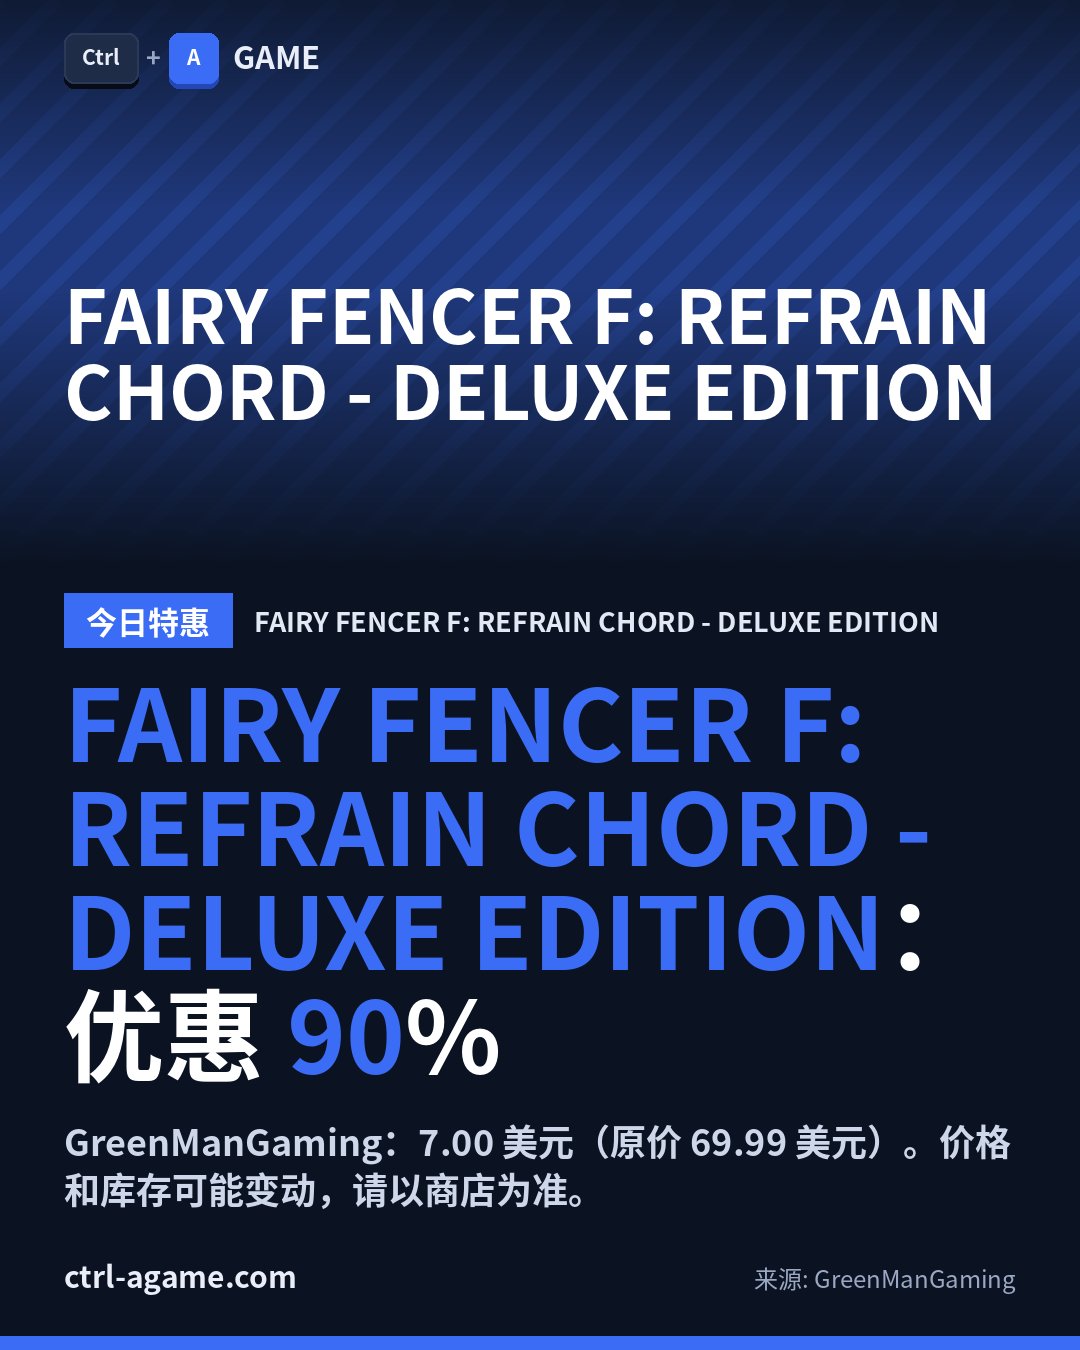 Ctrl + A GAME
FAIRY FENCER F: REFRAIN
CHORD - DELUXE EDITION
今日特惠 FAIRY FENCER F: REFRAIN CHORD - DELUXE EDITION
FAIRY FENCER F:
REFRAIN CHORD -
DELUXE EDITION：
优惠 90%
GreenManGaming：7.00 美元（原价 69.99 美元）。价格
和库存可能变动，请以商店为准。
ctrl-agame.com 来源: GreenManGaming